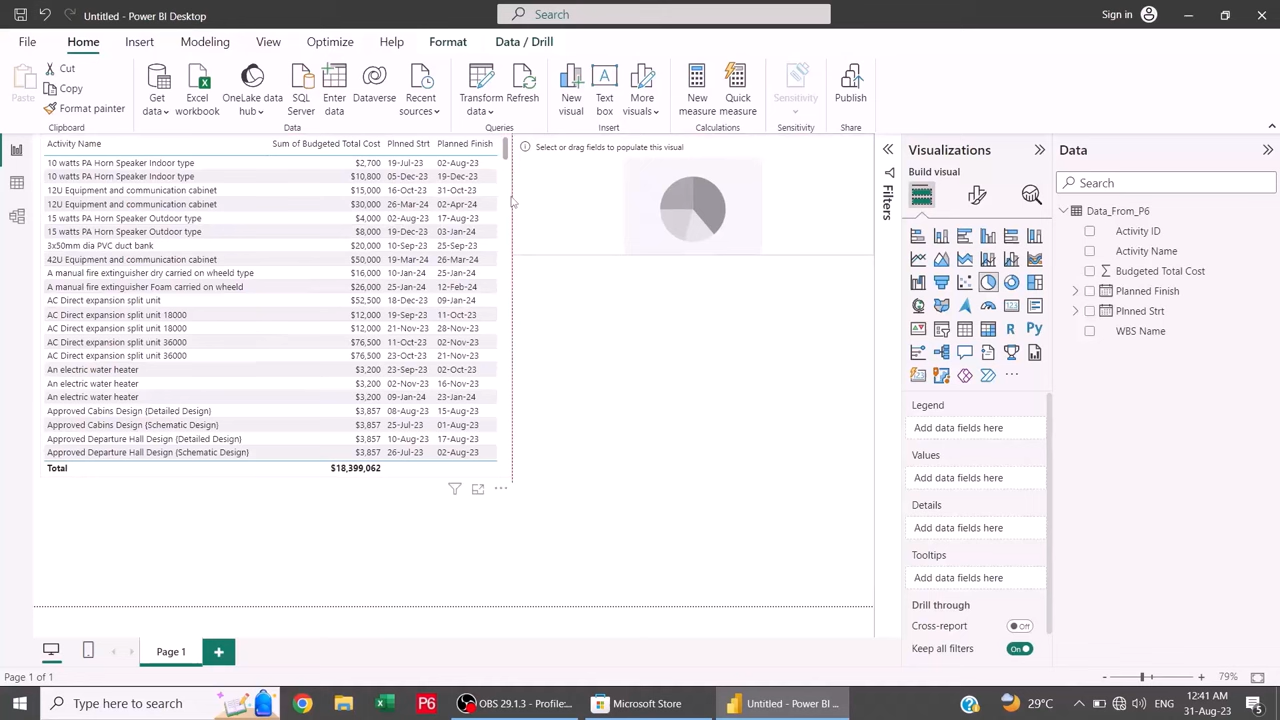 Untitled - Power BI Desktop
Search
Sign in
File Home Insert Modeling View Optimize Help Format Data / Drill
Paste
Cut
Copy
Format painter
Clipboard
Get data
Excel workbook
OneLake data hub
SQL Server
Enter data
Dataverse
Recent sources
Data
Transform data
Refresh
Queries
New visual
Text box
More visuals
Insert
New measure
Quick measure
Calculations
Sensitivity
Sensitivity
Publish
Share
Activity Name Sum of Budgeted Total Cost Plnned Strt Planned Finish
10 watts PA Horn Speaker Indoor type $2,700 19-Jul-23 02-Aug-23
10 watts PA Horn Speaker Indoor type $10,800 05-Dec-23 19-Dec-23
12U Equipment and communication cabinet $15,000 16-Oct-23 31-Oct-23
12U Equipment and communication cabinet $30,000 26-Mar-24 02-Apr-24
15 watts PA Horn Speaker Outdoor type $4,000 02-Aug-23 17-Aug-23
15 watts PA Horn Speaker Outdoor type $8,000 19-Dec-23 03-Jan-24
3x50mm dia PVC duct bank $20,000 10-Sep-23 25-Sep-23
42U Equipment and communication cabinet $50,000 19-Mar-24 26-Mar-24
A manual fire extinguisher dry carried on wheeld type $16,000 10-Jan-24 25-Jan-24
A manual fire extinguisher Foam carried on wheeld $26,000 25-Jan-24 12-Feb-24
AC Direct expansion split unit $52,500 18-Dec-23 09-Jan-24
AC Direct expansion split unit 18000 $12,000 19-Sep-23 11-Oct-23
AC Direct expansion split unit 18000 $12,000 21-Nov-23 28-Nov-23
AC Direct expansion split unit 36000 $76,500 11-Oct-23 02-Nov-23
AC Direct expansion split unit 36000 $76,500 23-Oct-23 21-Nov-23
An electric water heater $3,200 23-Sep-23 02-Oct-23
An electric water heater $3,200 02-Nov-23 16-Nov-23
An electric water heater $3,200 09-Jan-24 23-Jan-24
Approved Cabins Design (Detailed Design) $3,857 08-Aug-23 15-Aug-23
Approved Cabins Design (Schematic Design) $3,857 25-Jul-23 01-Aug-23
Approved Departure Hall Design (Detailed Design) $3,857 10-Aug-23 17-Aug-23
Approved Departure Hall Design (Schematic Design) $3,857 26-Jul-23 02-Aug-23
Total $18,399,062
Select or drag fields to populate this visual
Filters
Visualizations
Build visual
Legend
Add data fields here
Values
Add data fields here
Details
Add data fields here
Tooltips
Add data fields here
Drill through
Cross-report Off
Keep all filters On
Data
Search
Data_From_P6
Activity ID
Activity Name
Budgeted Total Cost
Planned Finish
Plnned Strt
WBS Name
Page 1
Page 1 of 1
79%
Type here to search
OBS 29.1.3 - Profile:...
Microsoft Store
Untitled - Power BI ...
29°C
ENG
12:41 AM
31-Aug-23
5